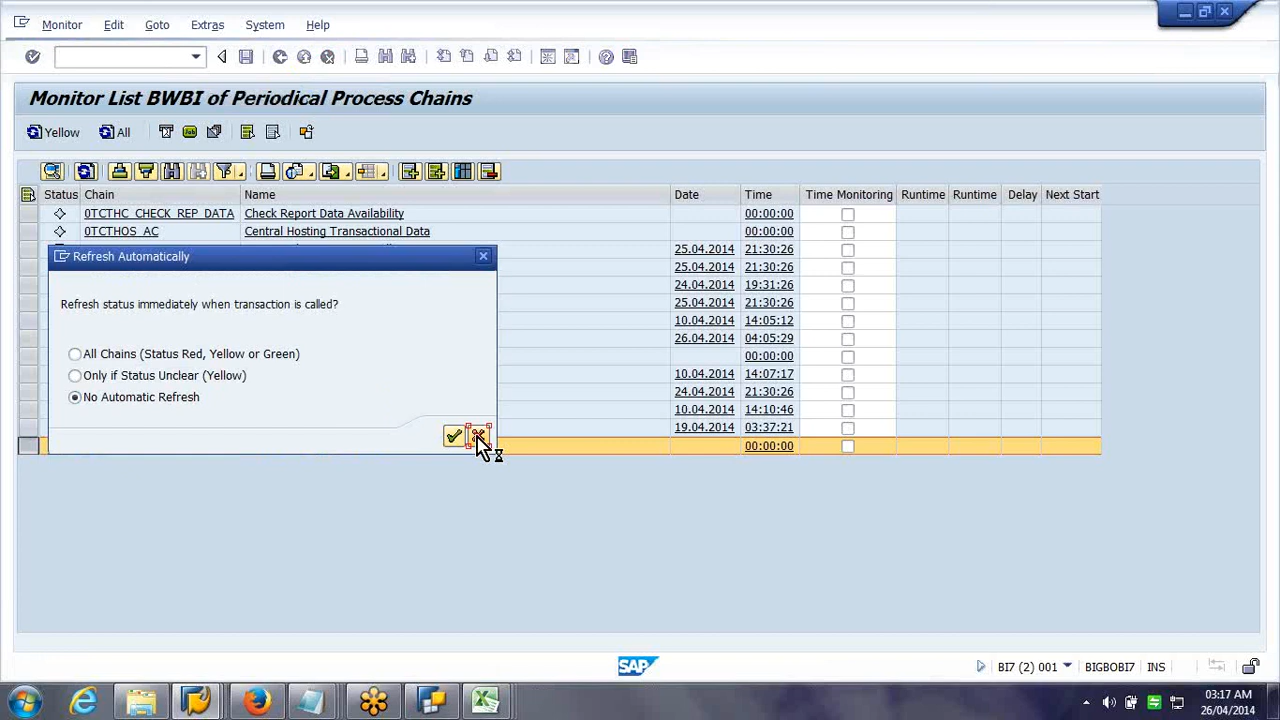 Monitor Edit Goto Extras System Help
Monitor List BWBI of Periodical Process Chains
Yellow All
Status Chain Name Date Time Time Monitoring Runtime Runtime Delay Next Start
0TCTHC_CHECK_REP_DATA Check Report Data Availability 00:00:00
0TCTHOS_AC Central Hosting Transactional Data 00:00:00
25.04.2014 21:30:26
25.04.2014 21:30:26
24.04.2014 19:31:26
25.04.2014 21:30:26
10.04.2014 14:05:12
26.04.2014 04:05:29
00:00:00
10.04.2014 14:07:17
24.04.2014 21:30:26
10.04.2014 14:10:46
19.04.2014 03:37:21
00:00:00
Refresh Automatically
Refresh status immediately when transaction is called?
All Chains (Status Red, Yellow or Green)
Only if Status Unclear (Yellow)
No Automatic Refresh
SAP
BI7 (2) 001 BIGBOBI7 INS
03:17 AM
26/04/2014